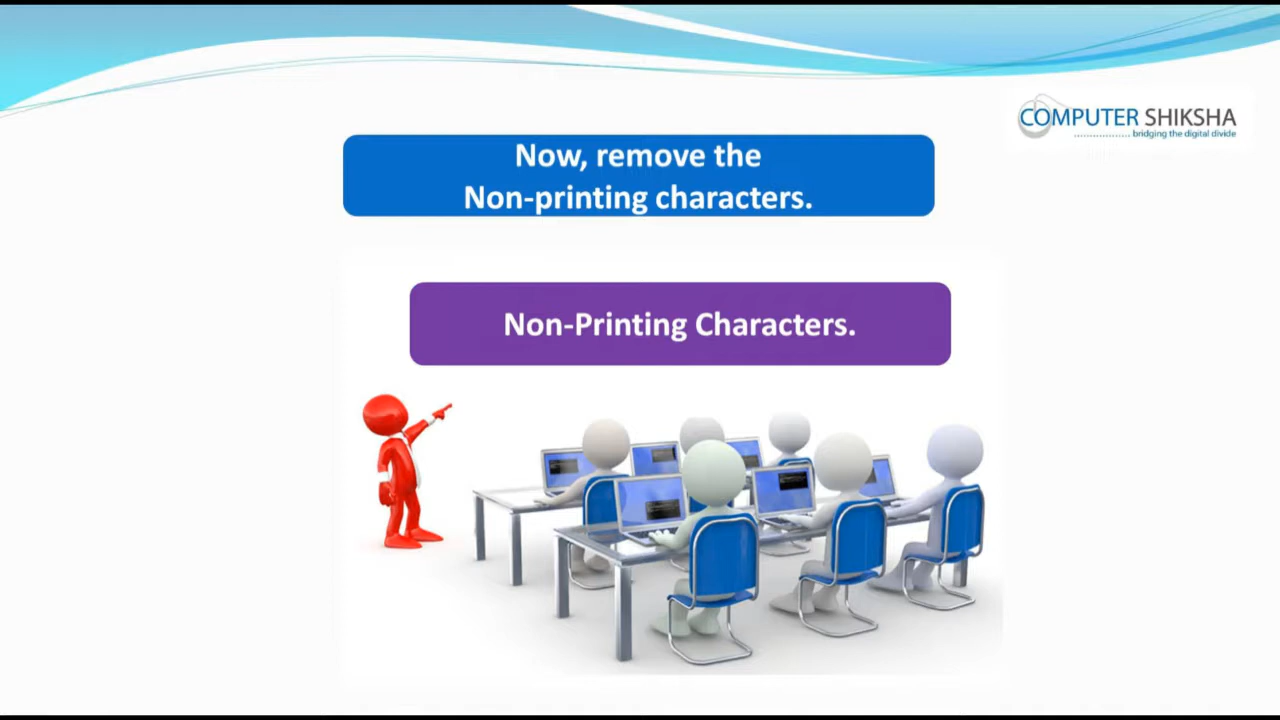 COMPUTER SHIKSHA
bridging the digital divide
Now, remove the
Non-printing characters.
Non-Printing Characters.